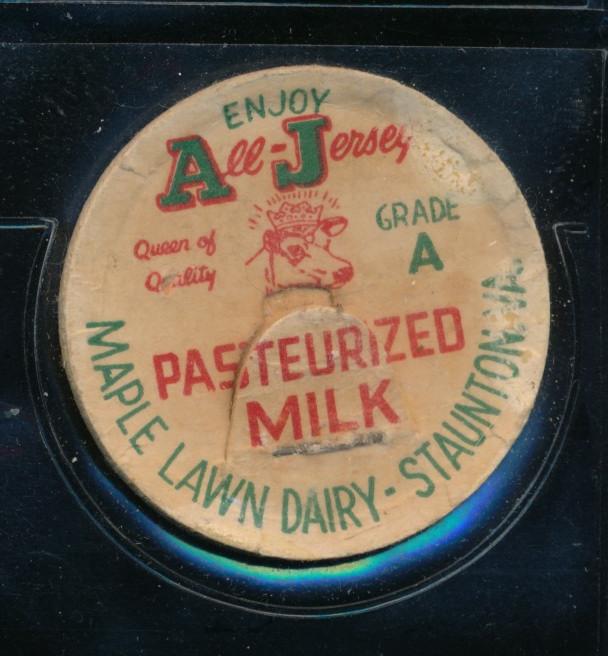 ENJOY
All-Jersey
Queen of
Quality
GRADE
A
PASTEURIZED
MILK
MAPLE LAWN DAIRY - STAUNTON, VA.